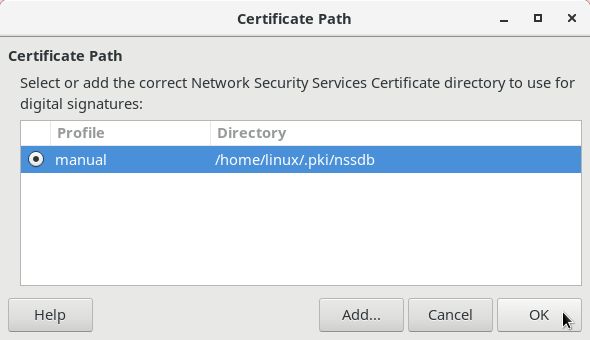 Certificate Path
Certificate Path
Select or add the correct Network Security Services Certificate directory to use for
digital signatures:
Profile Directory
manual /home/linux/.pki/nssdb
Help Add... Cancel OK